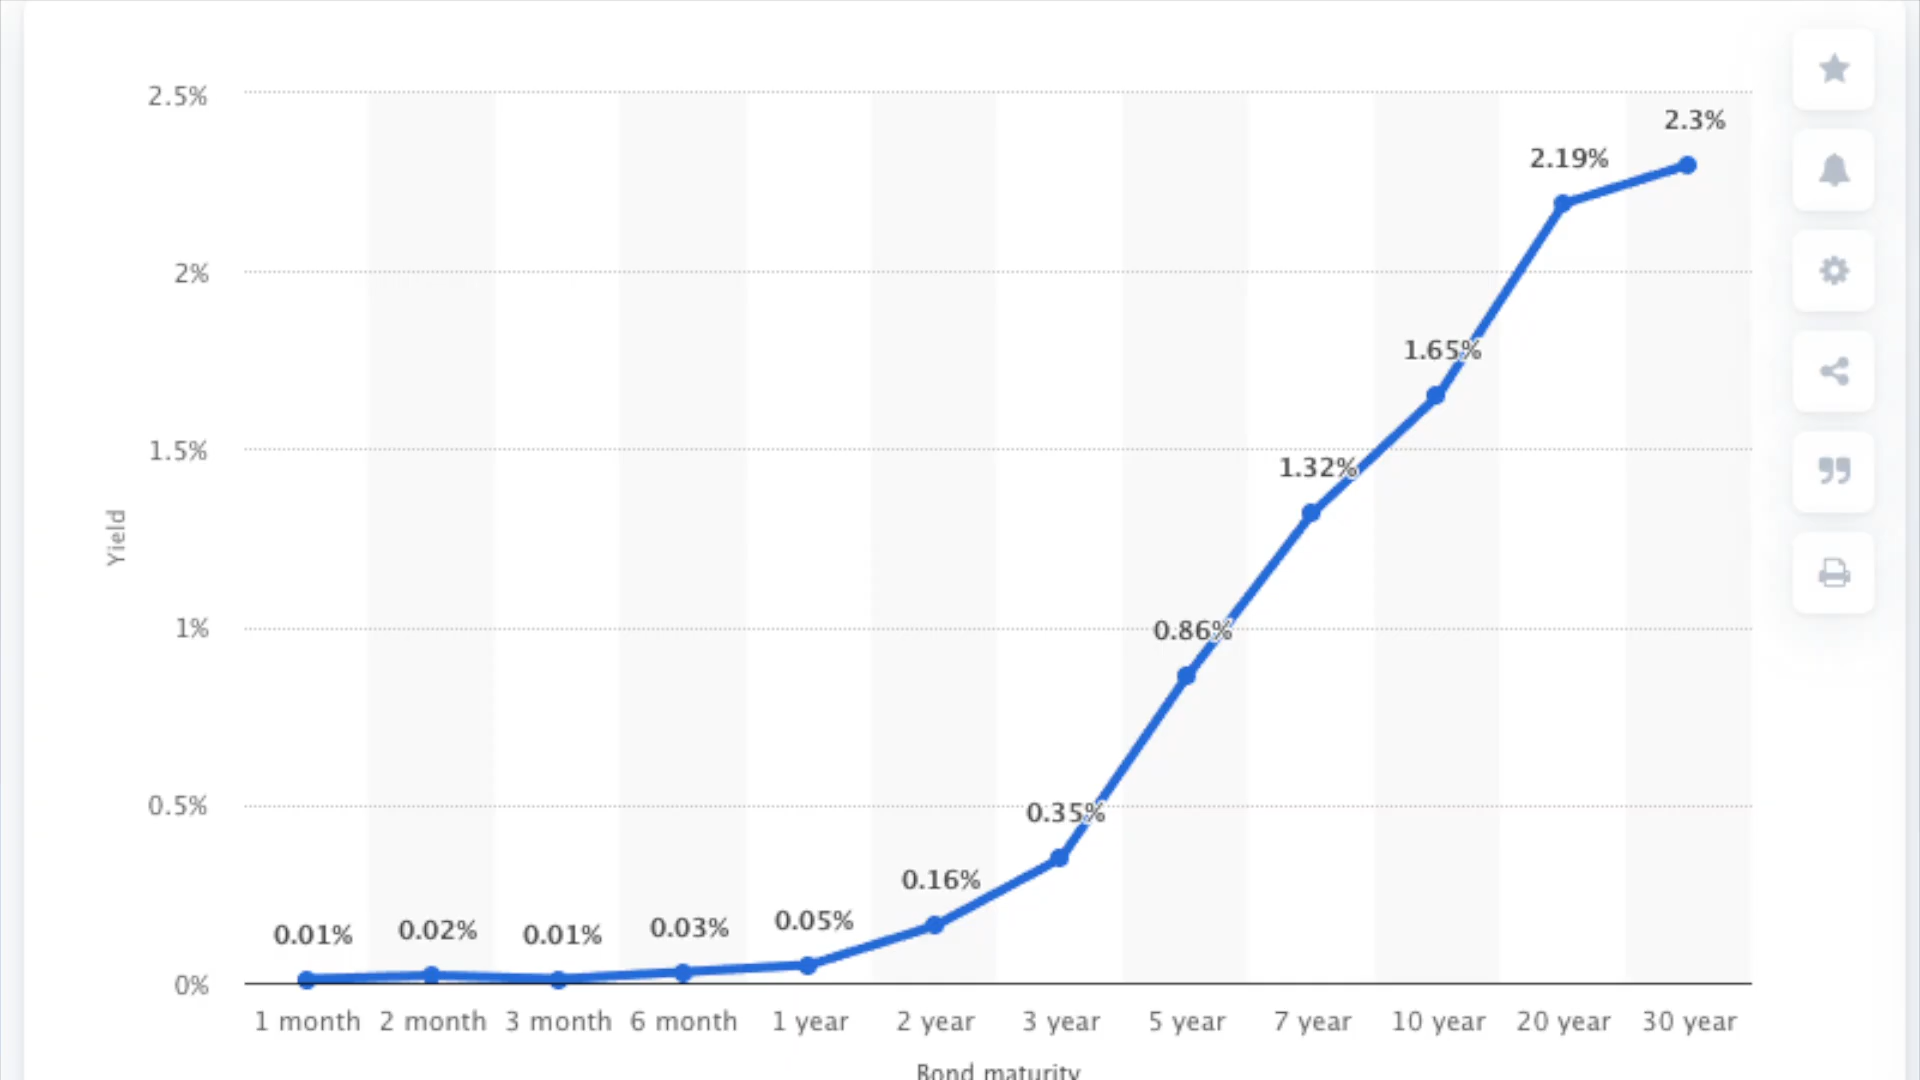 2.5%
2%
1.5%
1%
0.5%
0%
Yield
0.01%
0.02%
0.01%
0.03%
0.05%
0.16%
0.35%
0.86%
1.32%
1.65%
2.19%
2.3%
1 month
2 month
3 month
6 month
1 year
2 year
3 year
5 year
7 year
10 year
20 year
30 year
Bond maturity